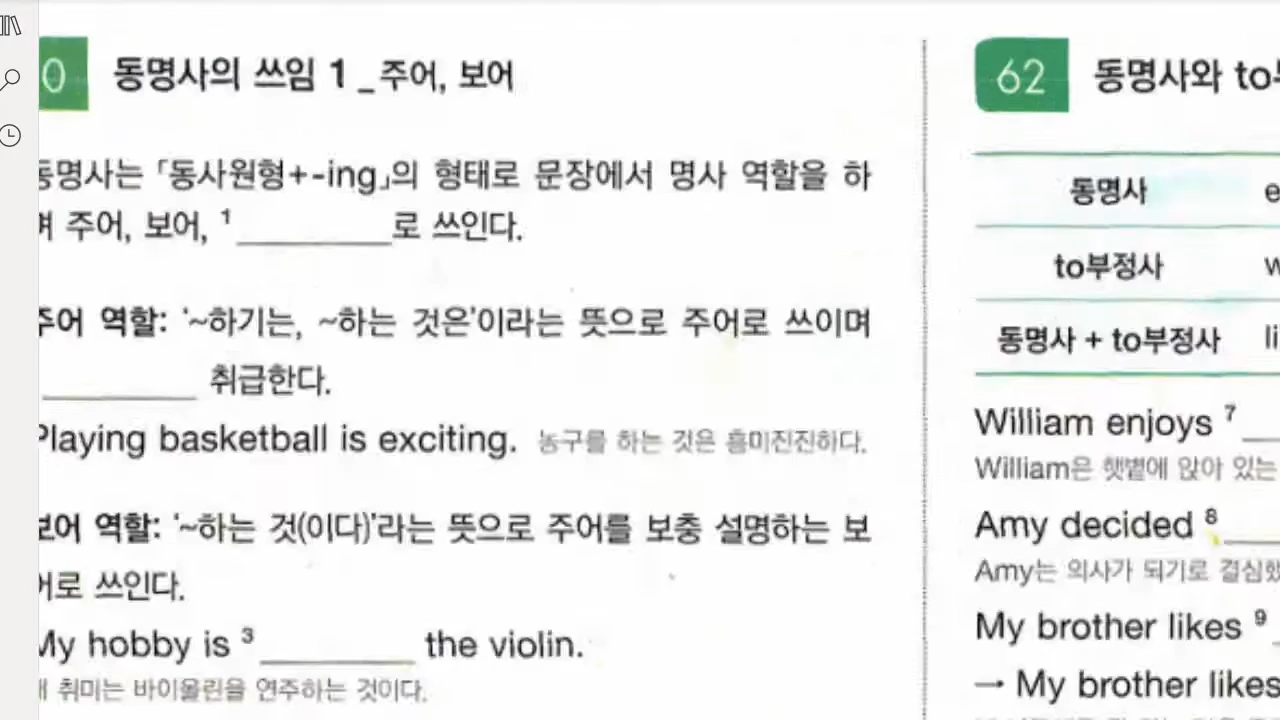 0 동명사의 쓰임 1 _ 주어, 보어
동명사는 「동사원형+-ing」의 형태로 문장에서 명사 역할을 하
며 주어, 보어, 1 ________로 쓰인다.
주어 역할: '~하기는, ~하는 것은'이라는 뜻으로 주어로 쓰이며
________ 취급한다.
Playing basketball is exciting. 농구를 하는 것은 흥미진진하다.
보어 역할: '~하는 것(이다)'라는 뜻으로 주어를 보충 설명하는 보
어로 쓰인다.
My hobby is 3 ________ the violin.
내 취미는 바이올린을 연주하는 것이다.
62 동명사와 to
동명사 e
to부정사 w
동명사 + to부정사 li
William enjoys 7
William은 햇볕에 앉아 있는
Amy decided 8
Amy는 의사가 되기로 결심했
My brother likes 9
→ My brother likes